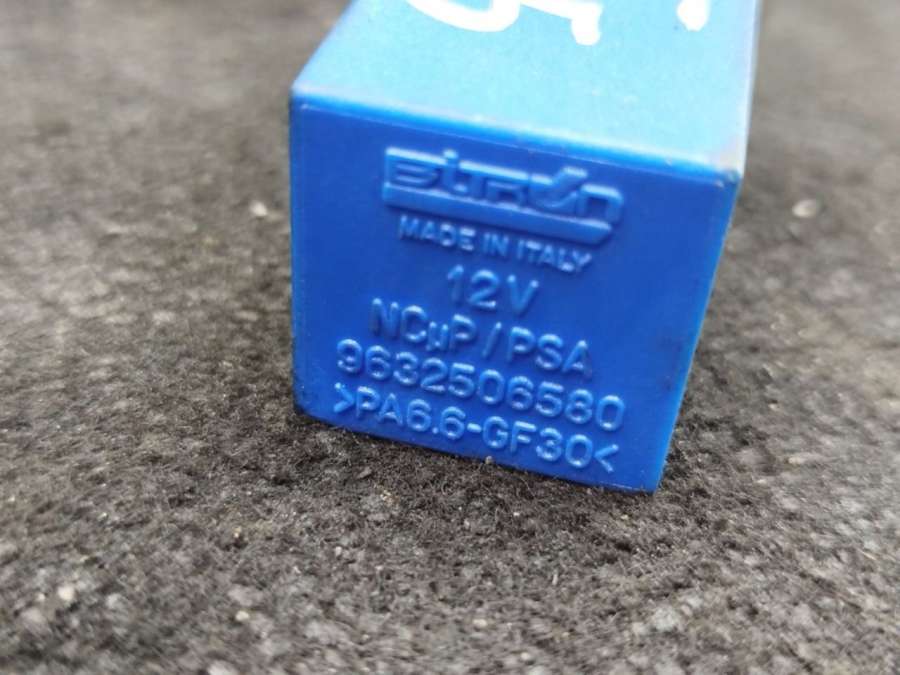 BITRON
MADE IN ITALY
12V
NCµP/PSA
9632506580
>PA6.6-GF30<